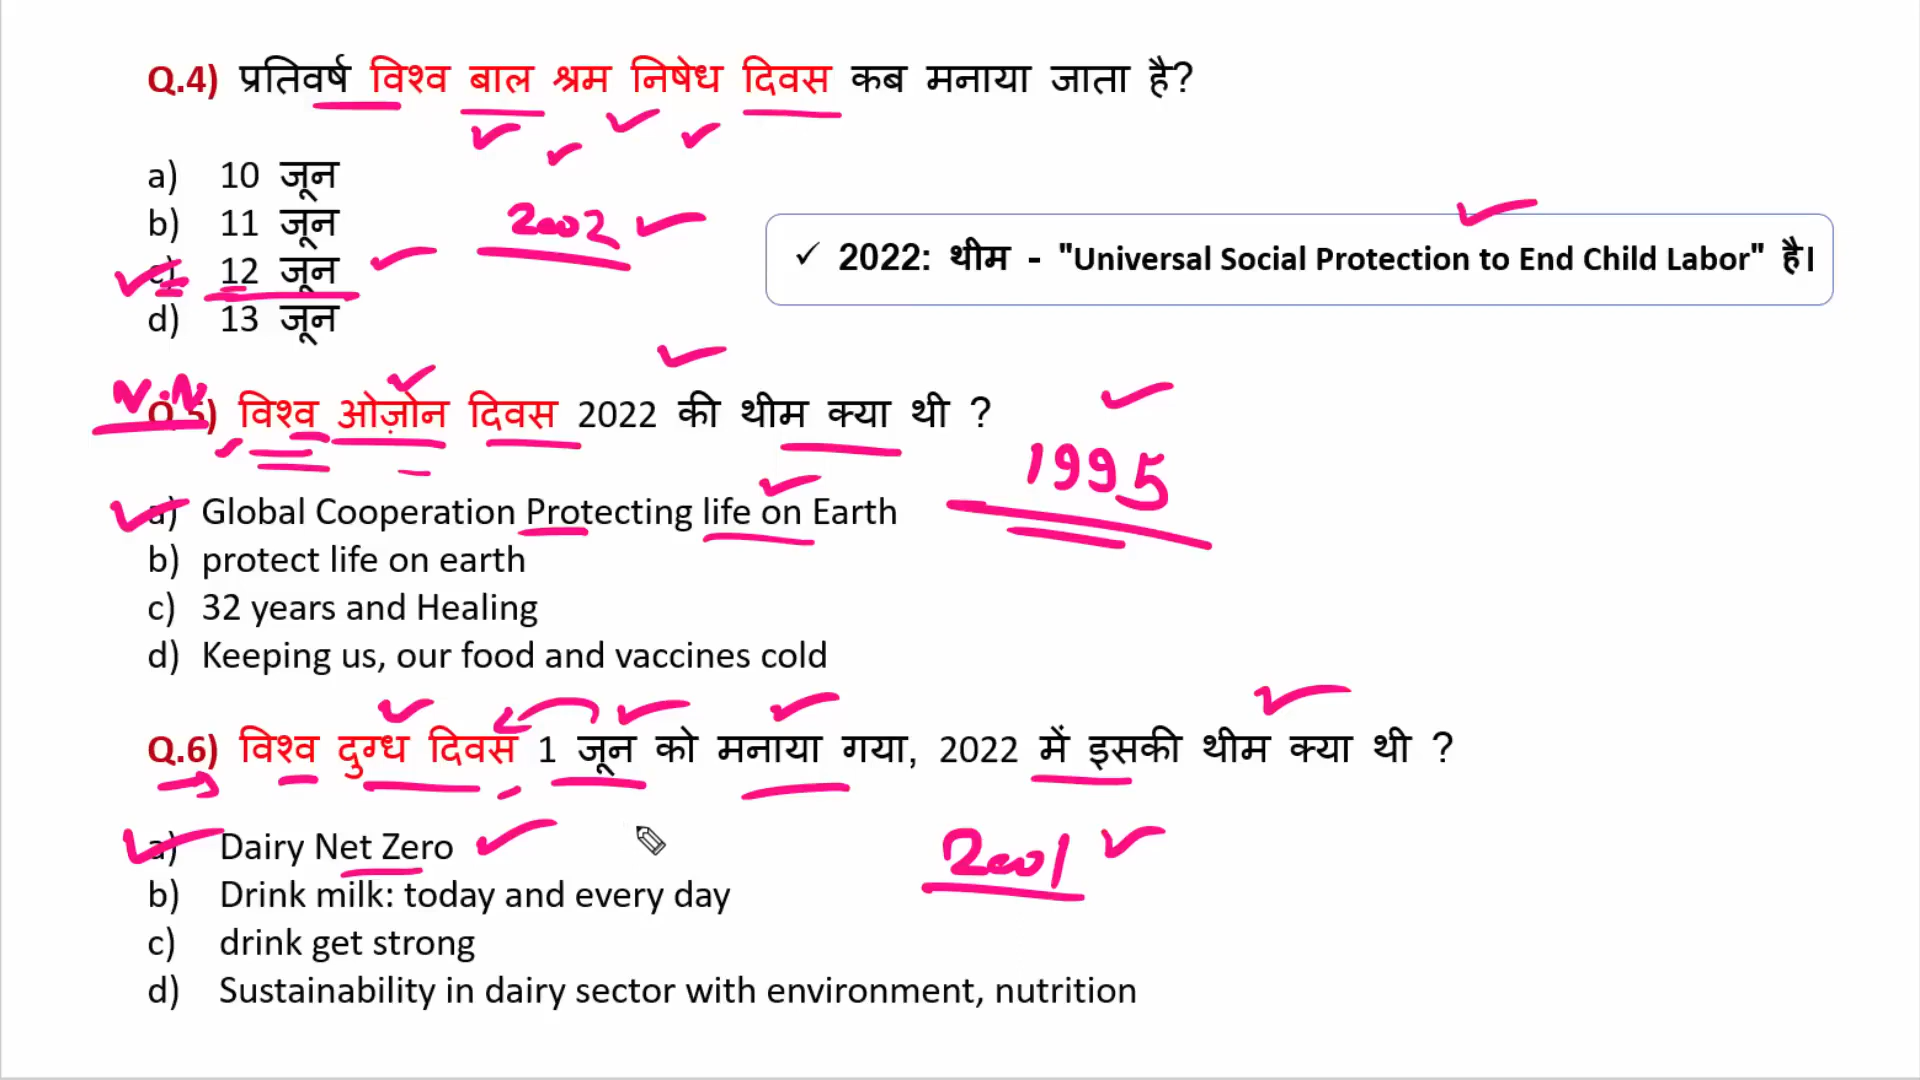 Q.4) प्रतिवर्ष विश्व बाल श्रम निषेध दिवस कब मनाया जाता है?
a) 10 जून
b) 11 जून
2002
c) 12 जून
✓ 2022: थीम - "Universal Social Protection to End Child Labor" है।
d) 13 जून
N.N
Q.5) विश्व ओज़ोन दिवस 2022 की थीम क्या थी ?
1995
a) Global Cooperation Protecting life on Earth
b) protect life on earth
c) 32 years and Healing
d) Keeping us, our food and vaccines cold
Q.6) विश्व दुग्ध दिवस 1 जून को मनाया गया, 2022 में इसकी थीम क्या थी ?
a) Dairy Net Zero
2001
b) Drink milk: today and every day
c) drink get strong
d) Sustainability in dairy sector with environment, nutrition